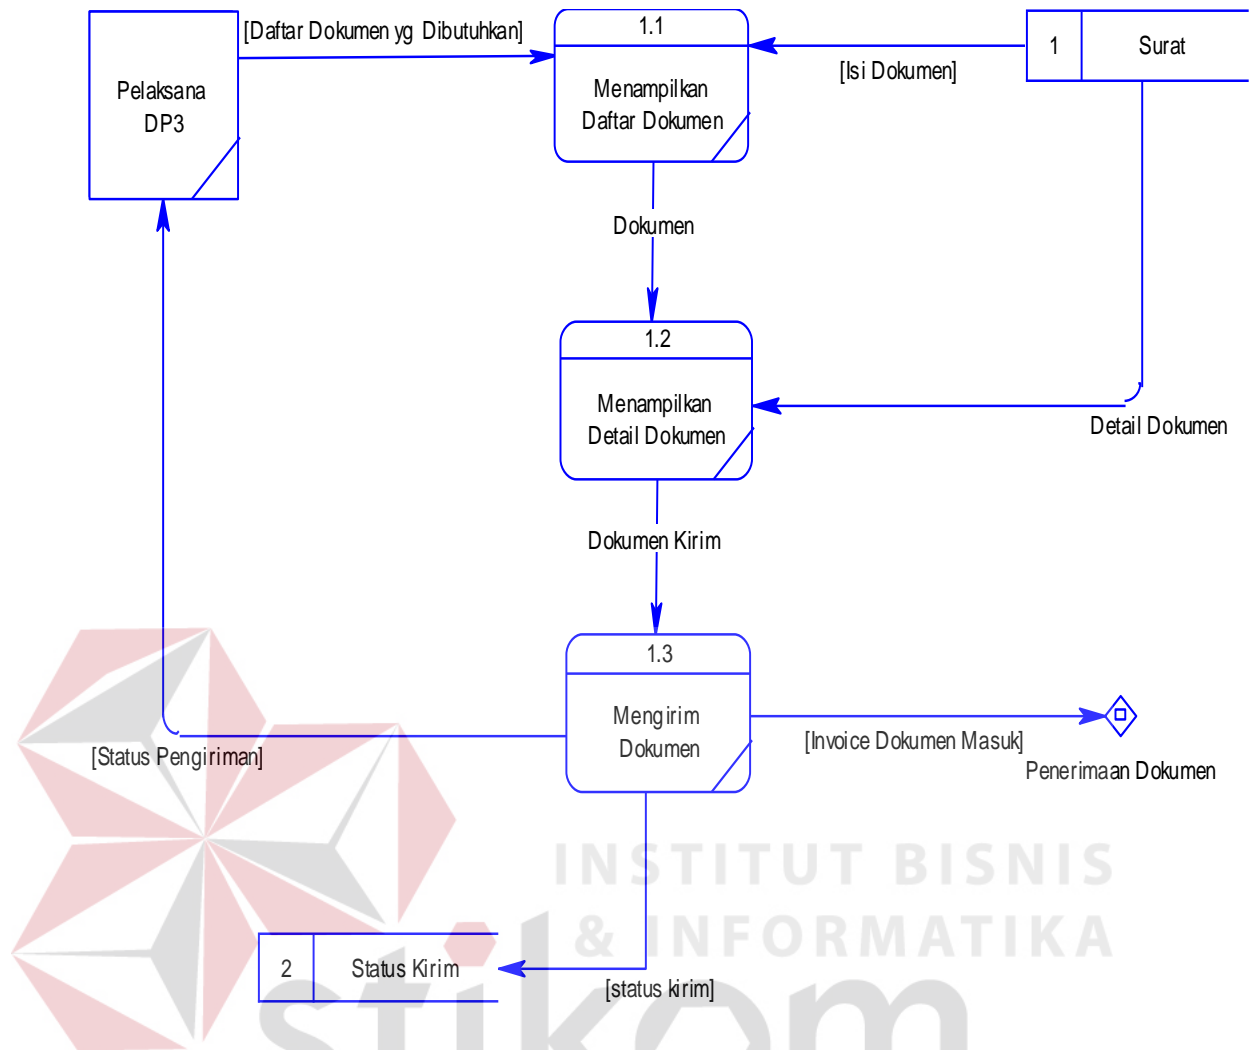 [Daftar Dokumen yg Dibutuhkan]
1.1
1
Surat
[Isi Dokumen]
Pelaksana
DP3
Menampilkan
Daftar Dokumen
Dokumen
1.2
Menampilkan
Detail Dokumen
Detail Dokumen
Dokumen Kirim
1.3
Mengirim
Dokumen
[Status Pengiriman]
[Invoice Dokumen Masuk]
Penerimaan Dokumen
INSTITUT BISNIS
& INFORMATIKA
2
Status Kirim
[status kirim]
stikom